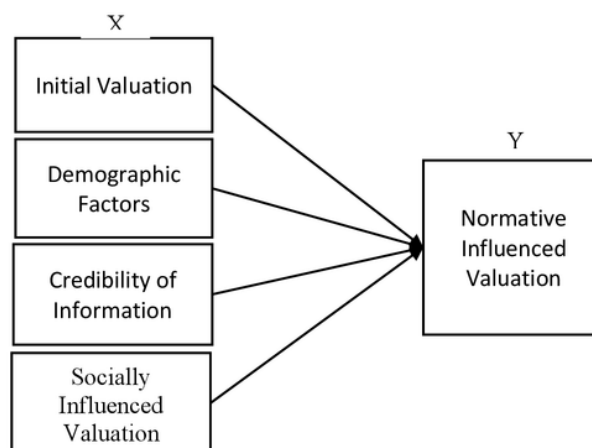 X
Initial Valuation
Demographic
Factors
Credibility of
Information
Socially
Influenced
Valuation
Y
Normative
Influenced
Valuation